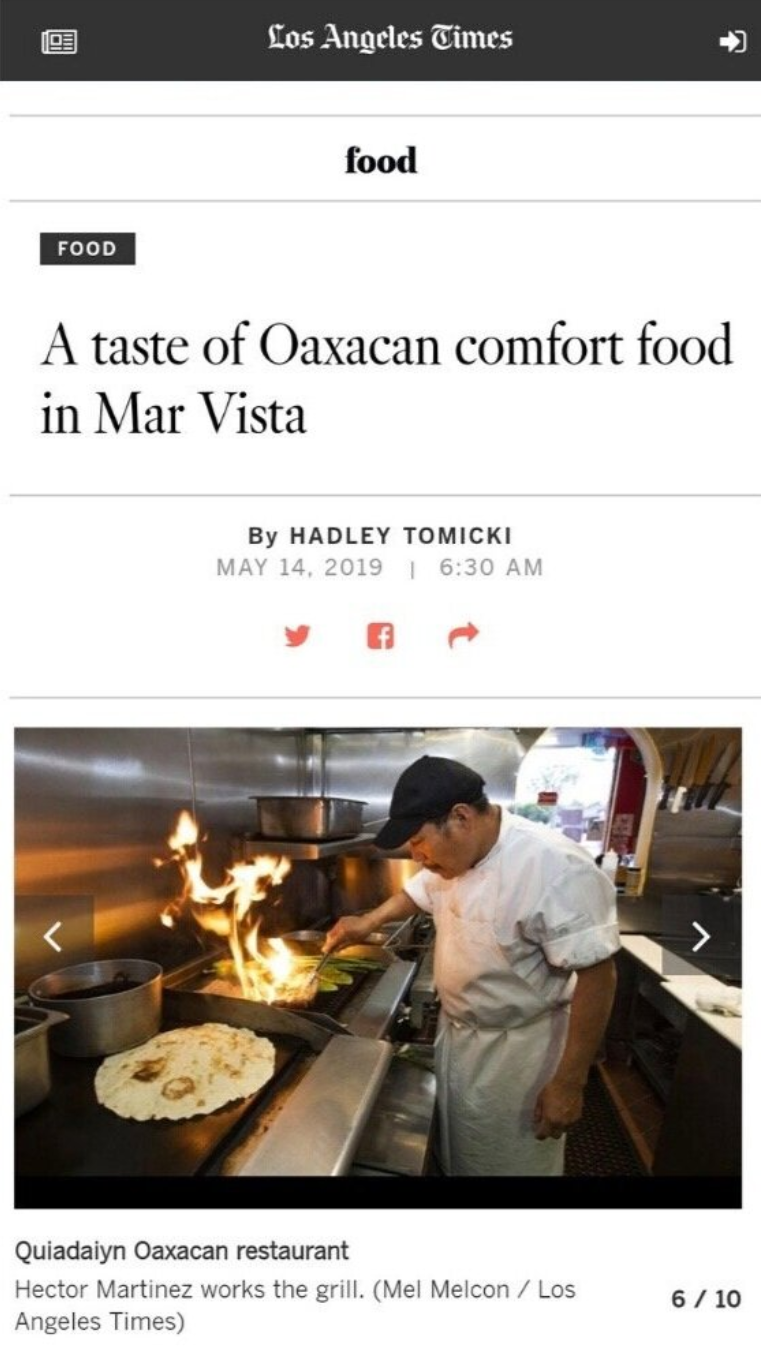 Los Angeles Times
food
FOOD
A taste of Oaxacan comfort food
in Mar Vista
By HADLEY TOMICKI
MAY 14, 2019 | 6:30 AM
Quiadaiyn Oaxacan restaurant
Hector Martinez works the grill. (Mel Melcon / Los
Angeles Times)
6 / 10